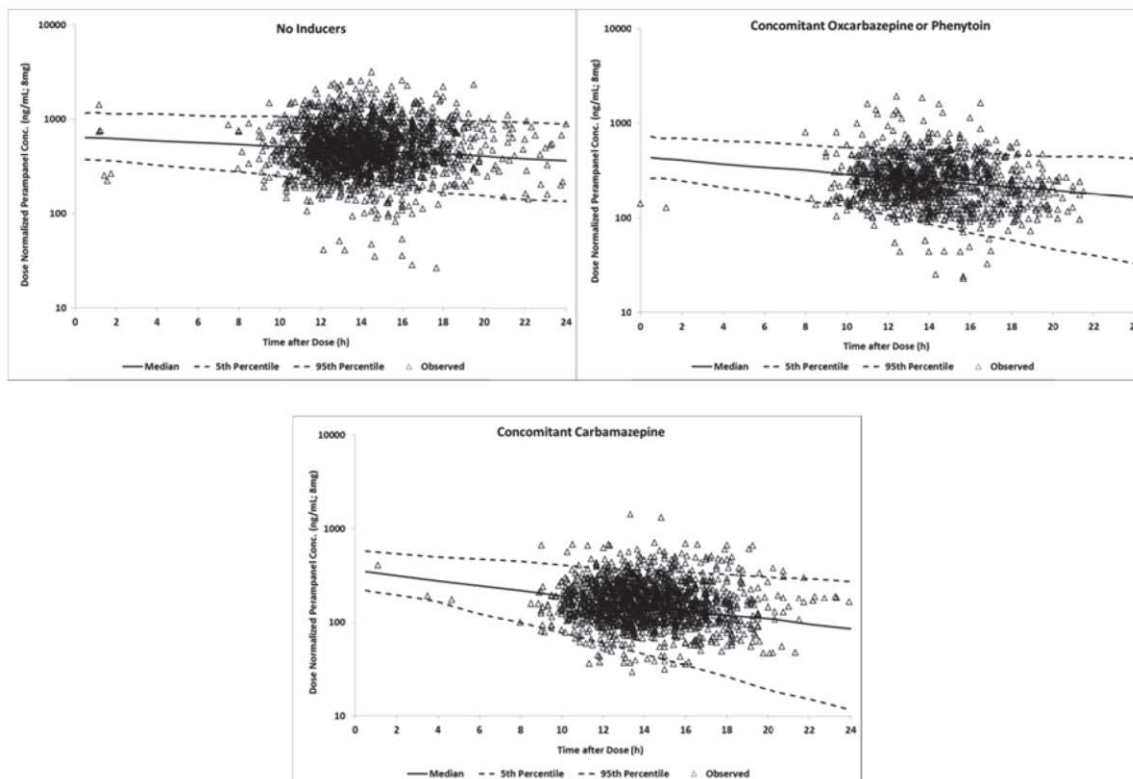 No Inducers
Dose Normalized Perampanel Conc. (ng/mL; 8mg)
10000
1000
100
10
0 2 4 6 8 10 12 14 16 18 20 22 24
Time after Dose (h)
Median 5th Percentile 95th Percentile Observed
Concomitant Oxcarbazepine or Phenytoin
Dose Normalized Perampanel Conc. (ng/mL; 8mg)
10000
1000
100
10
0 2 4 6 8 10 12 14 16 18 20 22 24
Time after Dose (h)
Median 5th Percentile 95th Percentile Observed
Concomitant Carbamazepine
Dose Normalized Perampanel Conc. (ng/mL; 8mg)
10000
1000
100
10
0 2 4 6 8 10 12 14 16 18 20 22 24
Time after Dose (h)
Median 5th Percentile 95th Percentile Observed